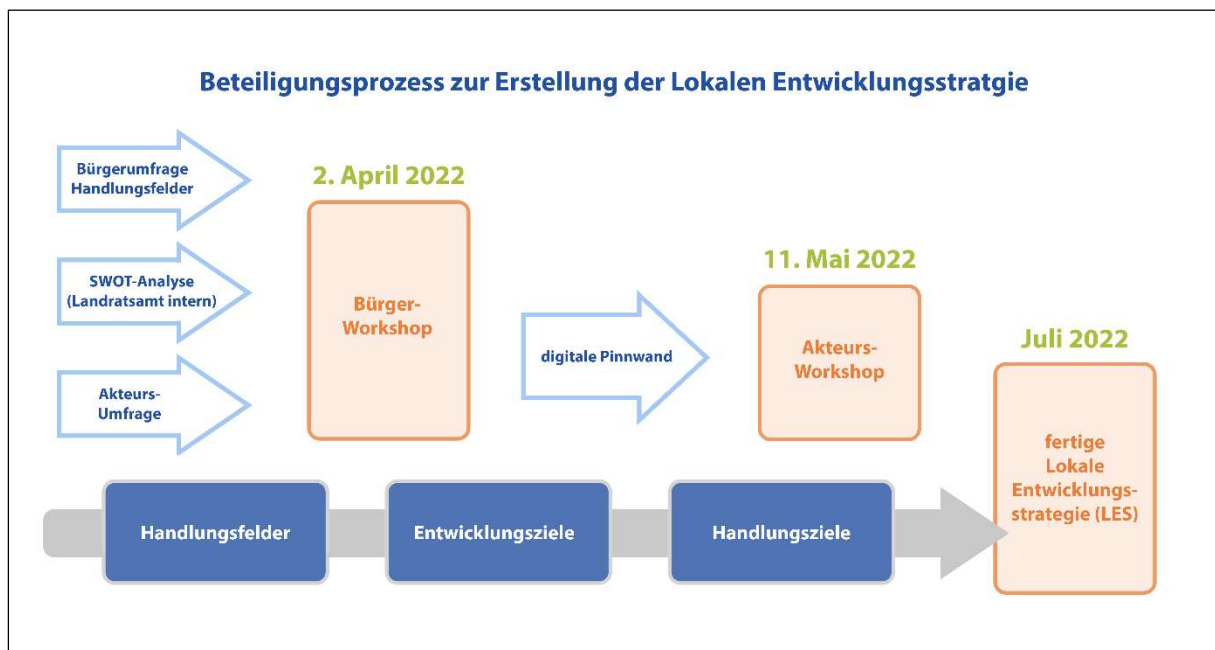 Beteiligungsprozess zur Erstellung der Lokalen Entwicklungsstratgie
Bürgerumfrage
Handlungsfelder
SWOT-Analyse
(Landratsamt intern)
Akteurs-
Umfrage
2. April 2022
Bürger-
Workshop
digitale Pinnwand
11. Mai 2022
Akteurs-
Workshop
Juli 2022
fertige
Lokale
Entwicklungs-
strategie (LES)
Handlungsfelder
Entwicklungsziele
Handlungsziele